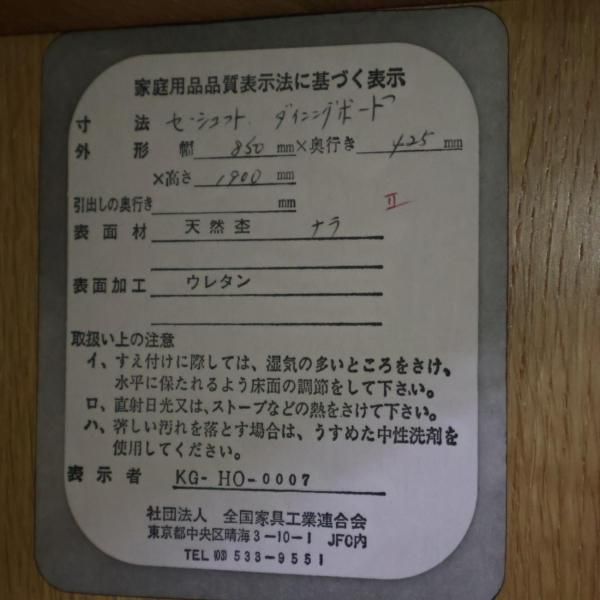 家庭用品品質表示法に基づく表示
寸法 セ・シュフト. ダイニングボード
外形 幅 850 mm×奥行き 425 mm
×高さ 1900 mm
引出しの奥行き mm II
表面材 天然杢 ナラ
表面加工 ウレタン
取扱い上の注意
イ、すえ付けに際しては、湿気の多いところをさけ、
水平に保たれるよう床面の調節をして下さい。
ロ、直射日光又は、ストーブなどの熱をさけて下さい。
ハ、著しい汚れを落とす場合は、うすめた中性洗剤を
使用してください。
表示者 KG-HO-0007
社団法人 全国家具工業連合会
東京都中央区晴海3-10-1 JFC内
TEL(03)533-9551